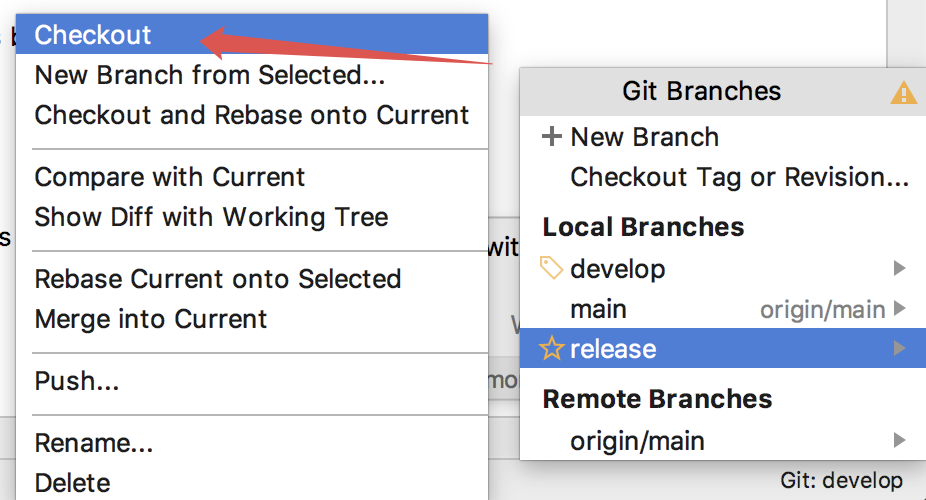 Checkout
New Branch from Selected...
Checkout and Rebase onto Current
Compare with Current
Show Diff with Working Tree
Rebase Current onto Selected
Merge into Current
Push...
Rename...
Delete
Git Branches
New Branch
Checkout Tag or Revision...
Local Branches
develop
main origin/main
release
Remote Branches
origin/main
Git: develop